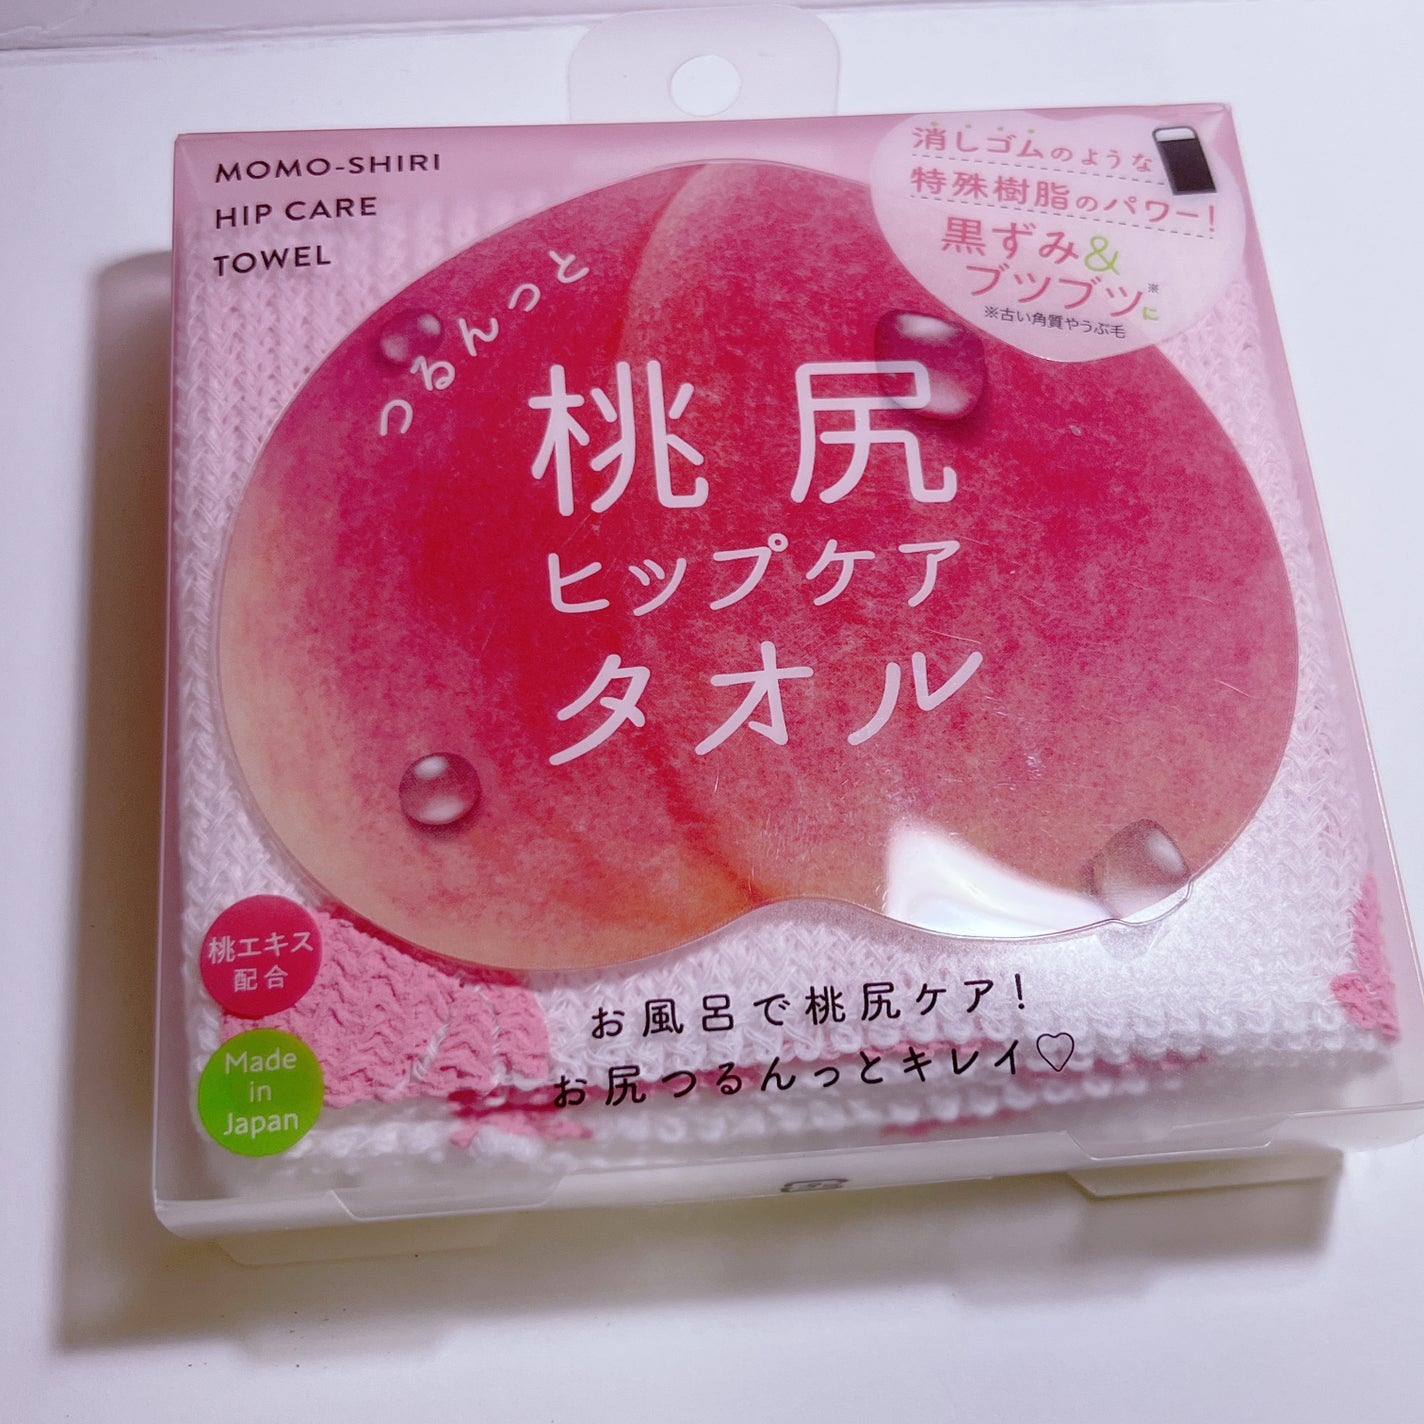 MOMO-SHIRI
HIP CARE
TOWEL
消しゴムのような
特殊樹脂のパワー!
黒ずみ&
ブツブツ※に
※古い角質やうぶ毛
つるんっと
桃尻
ヒップケア
タオル
桃エキス
配合
Made
in
Japan
お風呂で桃尻ケア!
お尻つるんっとキレイ♡